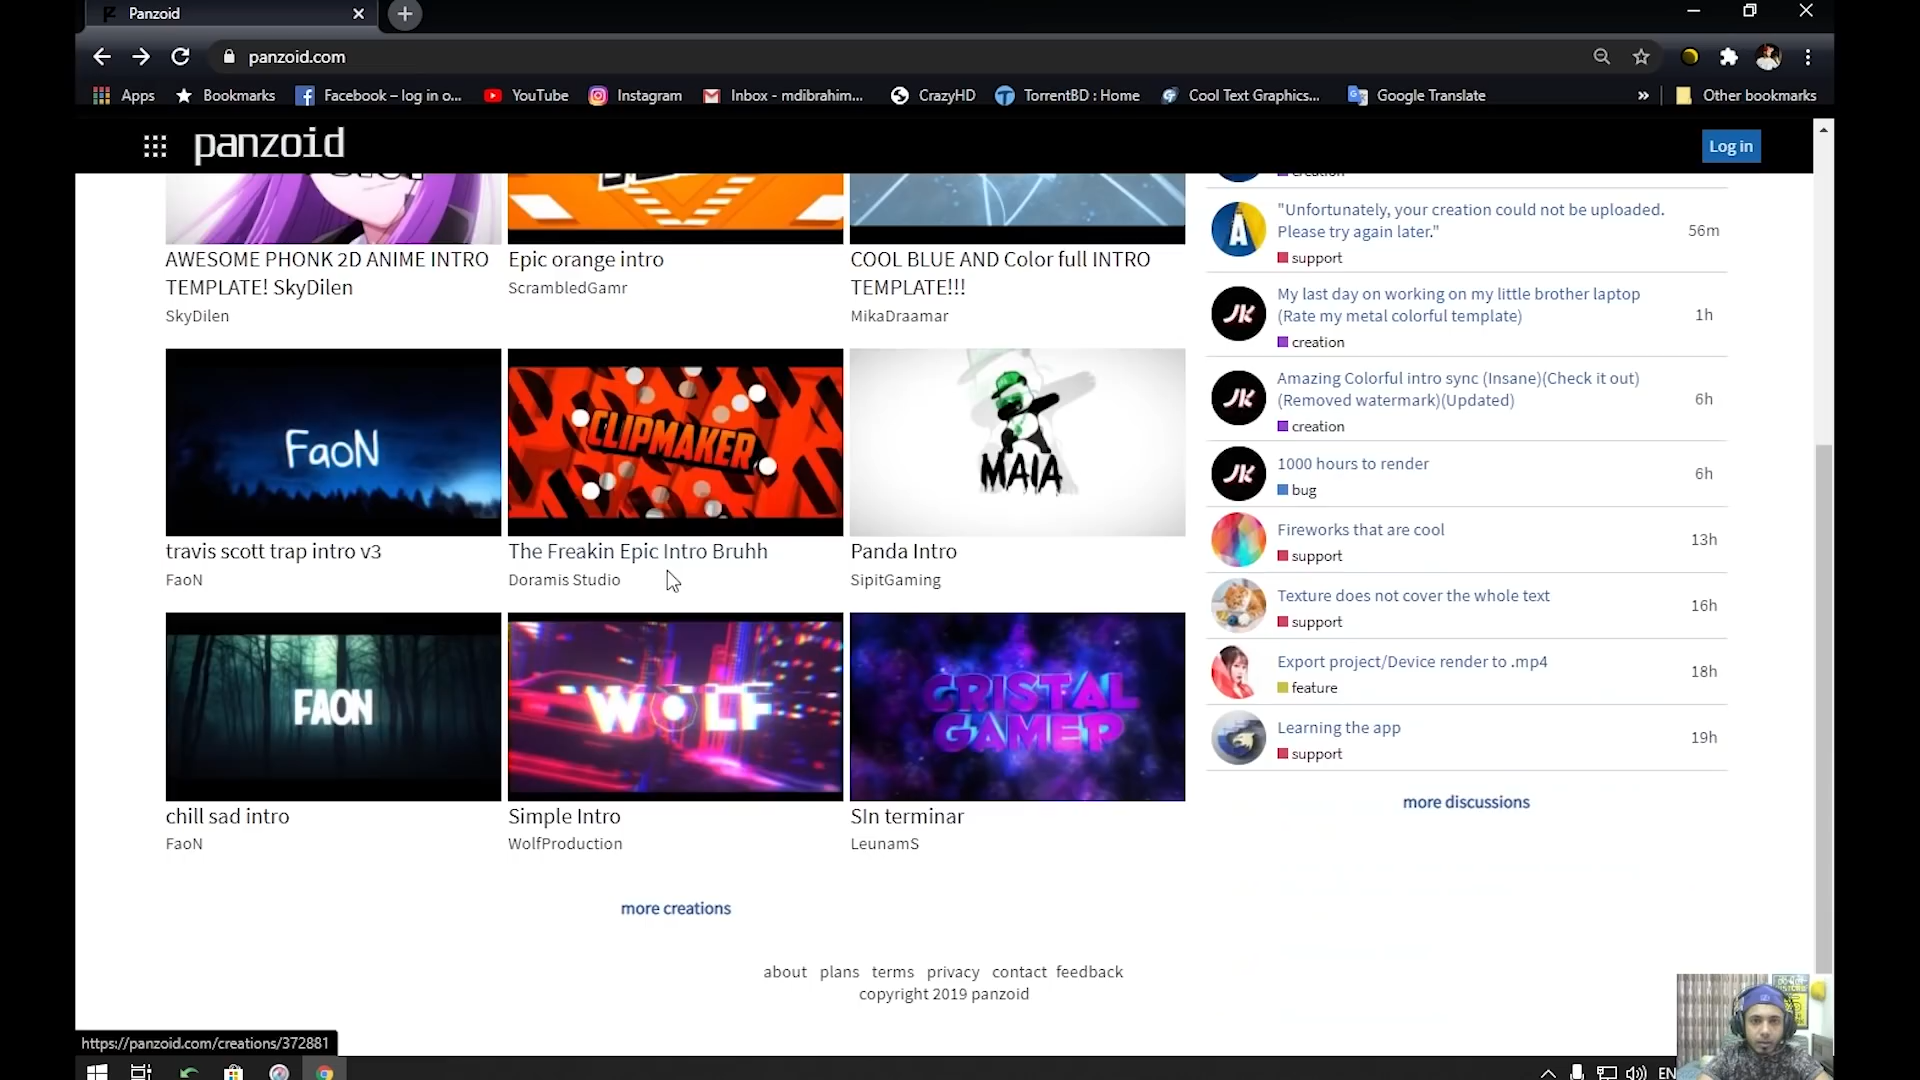 Panzoid
panzoid.com
Apps Bookmarks Facebook – log in o... YouTube Instagram Inbox - mdibrahim... CrazyHD TorrentBD : Home Cool Text Graphics... Google Translate » Other bookmarks
panzoid
Log in
AWESOME PHONK 2D ANIME INTRO
TEMPLATE! SkyDilen
SkyDilen
Epic orange intro
ScrambledGamr
COOL BLUE AND Color full INTRO
TEMPLATE!!!
MikaDraamar
FaoN
travis scott trap intro v3
FaoN
CLIPMAKER
The Freakin Epic Intro Bruhh
Doramis Studio
MAIA
Panda Intro
SipitGaming
FAON
chill sad intro
FaoN
WOLF
Simple Intro
WolfProduction
CRISTAL
GAMER
SIn terminar
LeunamS
more creations
creation
"Unfortunately, your creation could not be uploaded.
Please try again later."
56m
support
My last day on working on my little brother laptop
(Rate my metal colorful template)
1h
creation
Amazing Colorful intro sync (Insane)(Check it out)
(Removed watermark)(Updated)
6h
creation
1000 hours to render
6h
bug
Fireworks that are cool
13h
support
Texture does not cover the whole text
16h
support
Export project/Device render to .mp4
18h
feature
Learning the app
19h
support
more discussions
A
JK
JK
JK
about plans terms privacy contact feedback
copyright 2019 panzoid
https://panzoid.com/creations/372881
EN